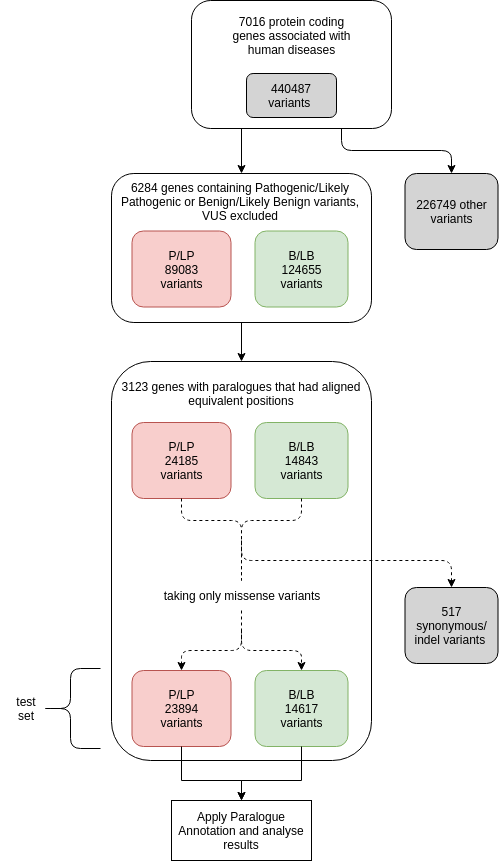 7016 protein coding
genes associated with
human diseases
440487
variants
6284 genes containing Pathogenic/Likely
Pathogenic or Benign/Likely Benign variants,
VUS excluded
226749 other
variants
P/LP
89083
variants
B/LB
124655
variants
3123 genes with paralogues that had aligned
equivalent positions
P/LP
24185
variants
B/LB
14843
variants
taking only missense variants
517
synonymous/
indel variants
test
set
P/LP
23894
variants
B/LB
14617
variants
Apply Paralogue
Annotation and analyse
results